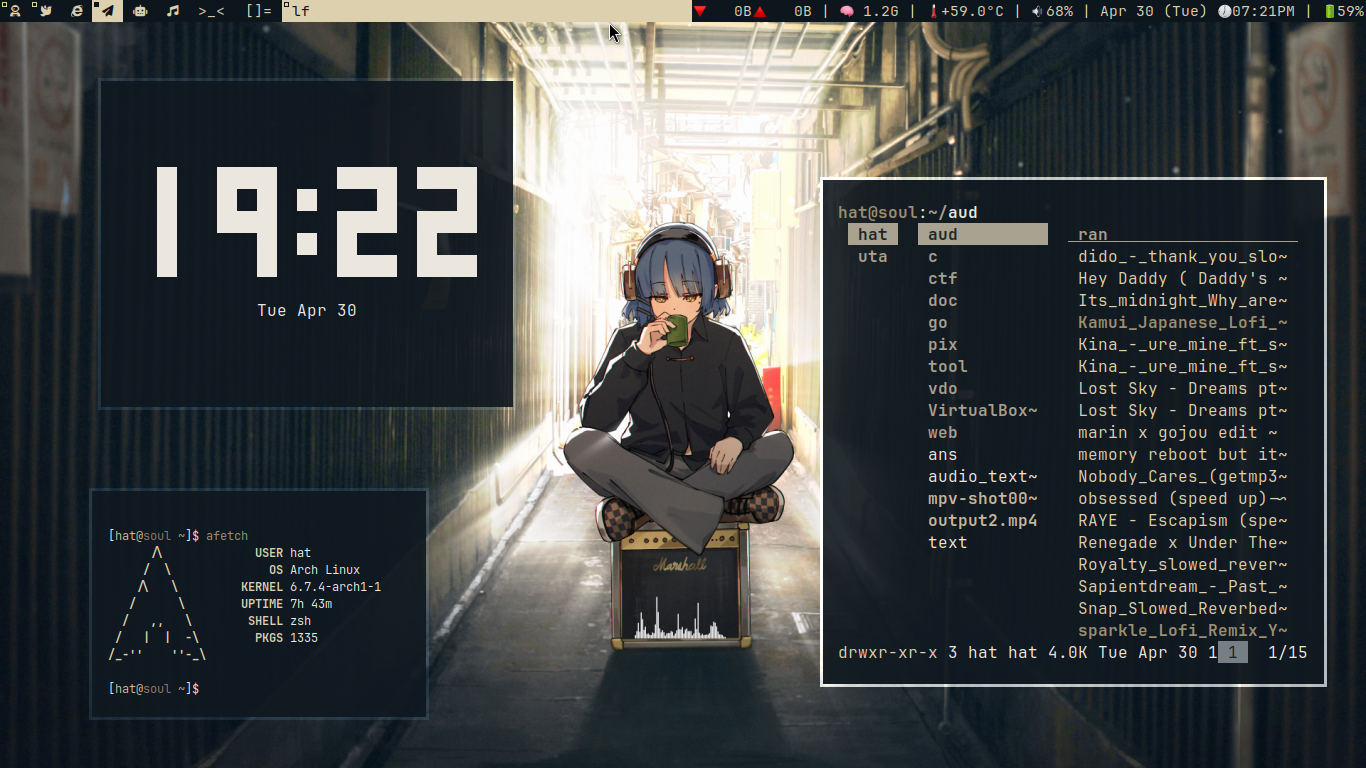 >_< []= lf 0B 0B | 1.2G | +59.0°C | 68% | Apr 30 (Tue) 07:21PM | 59%
19:22
Tue Apr 30
[hat@soul ~]$ afetch
USER hat
OS Arch Linux
KERNEL 6.7.4-arch1-1
UPTIME 7h 43m
SHELL zsh
PKGS 1335
[hat@soul ~]$
Marshall
hat@soul:~/aud
hat aud ran
uta c dido_-_thank_you_slo~
ctf Hey Daddy ( Daddy's ~
doc Its_midnight_Why_are~
go Kamui_Japanese_Lofi_~
pix Kina_-_ure_mine_ft_s~
tool Kina_-_ure_mine_ft_s~
vdo Lost Sky - Dreams pt~
VirtualBox~ Lost Sky - Dreams pt~
web marin x gojou edit ~
ans memory reboot but it~
audio_text~ Nobody_Cares_(getmp3~
mpv-shot00~ obsessed (speed up)—~
output2.mp4 RAYE - Escapism (spe~
text Renegade x Under The~
Royalty_slowed_rever~
Sapientdream_-_Past_~
Snap_Slowed_Reverbed~
sparkle_Lofi_Remix_Y~
drwxr-xr-x 3 hat hat 4.0K Tue Apr 30 1 1 1/15